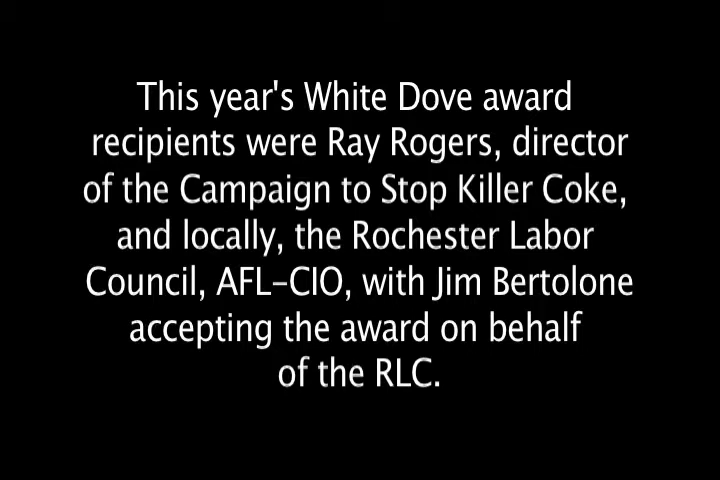 This year's White Dove award
recipients were Ray Rogers, director
of the Campaign to Stop Killer Coke,
and locally, the Rochester Labor
Council, AFL-CIO, with Jim Bertolone
accepting the award on behalf
of the RLC.